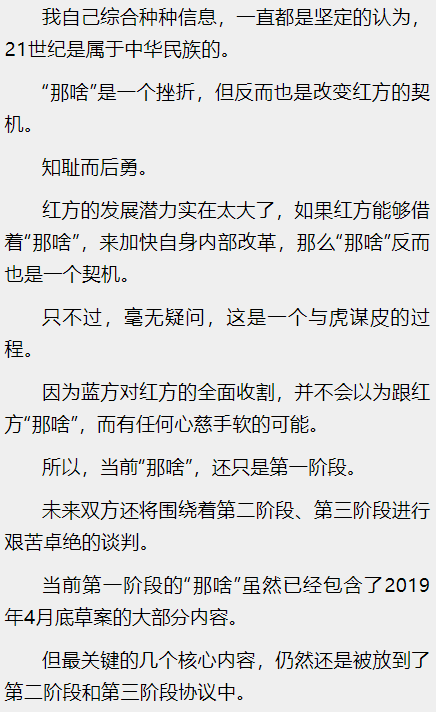 我自己综合种种信息，一直都是坚定的认为，
21世纪是属于中华民族的。
“那啥”是一个挫折，但反而也是改变红方的契
机。
知耻而后勇。
红方的发展潜力实在太大了，如果红方能够借
着“那啥”，来加快自身内部改革，那么“那啥”反而
也是一个契机。
只不过，毫无疑问，这是一个与虎谋皮的过
程。
因为蓝方对红方的全面收割，并不会以为跟红
方“那啥”，而有任何心慈手软的可能。
所以，当前“那啥”，还只是第一阶段。
未来双方还将围绕着第二阶段、第三阶段进行
艰苦卓绝的谈判。
当前第一阶段的“那啥”虽然已经包含了2019
年4月底草案的大部分内容。
但最关键的几个核心内容，仍然还是被放到了
第二阶段和第三阶段协议中。